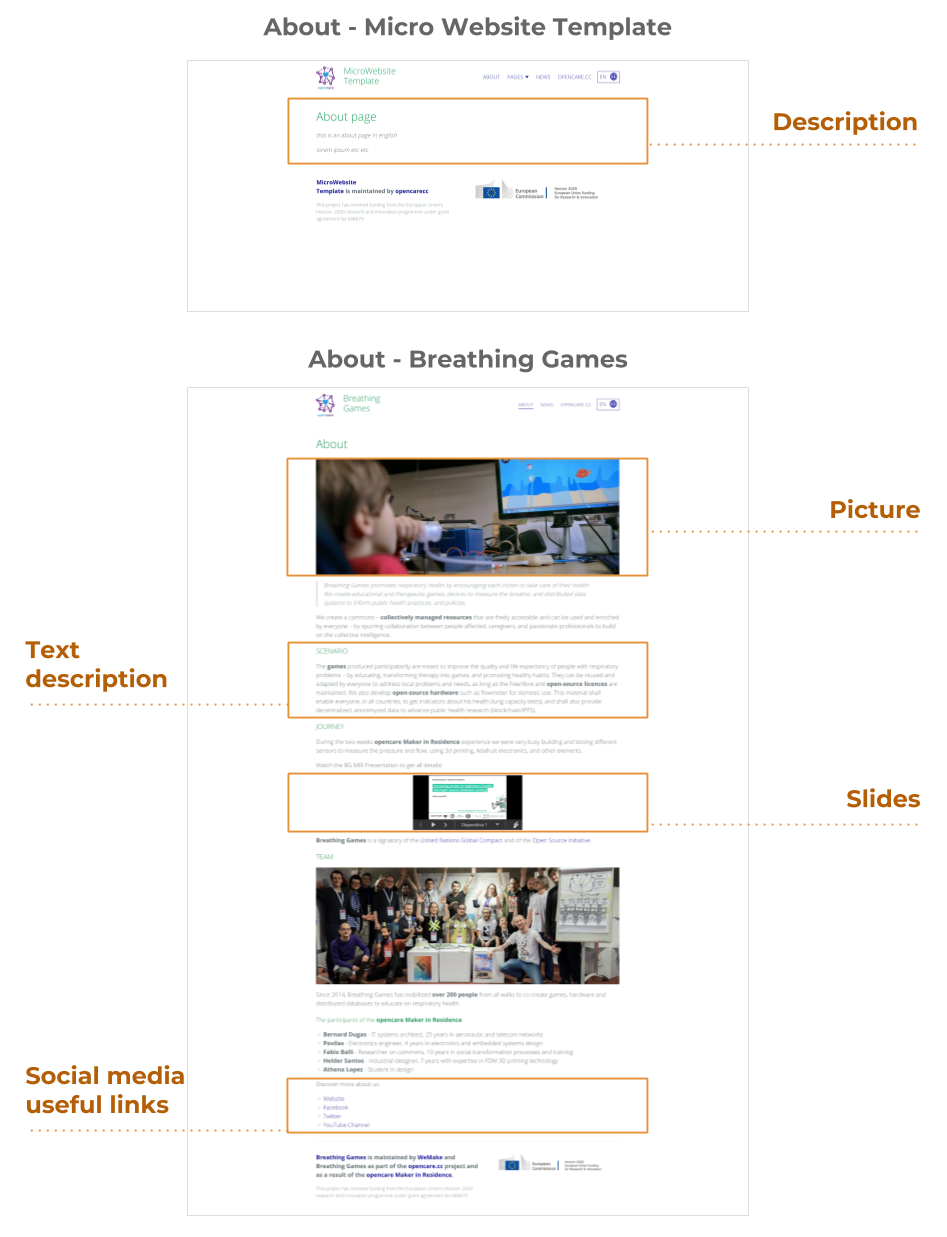 About - Micro Website Template
MicroWebsite
Template
ABOUT PAGES ▼ NEWS OPENCARE.CC EN
opencare
About page
this is an about page in english
lorem ipsum etc etc
Description
MicroWebsite
Template is maintained by opencarecc
This project has received funding from the European Union's
Horizon 2020 research and innovation programme under grant
agreement No 688670
European
Commission
Horizon 2020
European Union funding
for Research & Innovation
About - Breathing Games
Breathing
Games
ABOUT NEWS OPENCARE.CC EN
opencare
About
Picture
Breathing Games promotes respiratory health by encouraging each citizen to take care of their health.
We create educational and therapeutic games, devices to measure the breathe, and distributed data
systems to inform public health practices, and policies.
We create a commons – collectively managed resources that are freely accessible and can be used and enriched
by everyone – by spurring collaboration between people affected, caregivers, and passionate professionals to build
on the collective intelligence.
Text
description
SCENARIO
The games produced participatorily are meant to improve the quality and life expectancy of people with respiratory
problems – by educating, transforming therapy into games, and promoting healthy habits. They can be reused and
adapted by everyone to address local problems and needs, as long as the free/libre and open-source licences are
maintained. We also develop open-source hardware such as flowmeter for domestic use. This material shall
enable everyone, in all countries, to get indicators about his health (lung capacity tests), and shall also provide
decentralized, anonimyzed data to advance public health research (blockchain/IPFS).
JOURNEY
During the two-weeks opencare Maker in Residence experience we were very busy building and testing different
sensors to measure the pressure and flow, using 3d printing, Adafruit electronics, and other elements.
Watch the BG MIR Presentation to get all details!
Slides
Diapositiva 1
Breathing Games is a signatory of the United Nations Global Compact and of the Open Source Initiative.
TEAM
Since 2014, Breathing Games has mobilized over 200 people from all walks to co-create games, hardware and
distributed databases to educate on respiratory health.
The participants of the opencare Maker in Residence
Bernard Dugas - IT systems architect, 25 years in aeronautic and telecom networks
Povilas - Electronics engineer, 4 years in electronics and embedded systems design
Fabio Balli - Researcher on commons, 10 years in social transformation processes and training
Helder Santos - Industrial designer, 7 years with expertise in FDM 3D printing technology
Athena Lopez - Student in design
Social media
useful links
Discover more about us:
Website
Facebook
Twitter
YouTube Channel
Breathing Games is maintained by WeMake and
Breathing Games as part of the opencare.cc project and
as a result of the opencare Maker in Residence.
This project has received funding from the European Union's Horizon 2020
research and innovation programme under grant agreement No 688670
European
Commission
Horizon 2020
European Union funding
for Research & Innovation